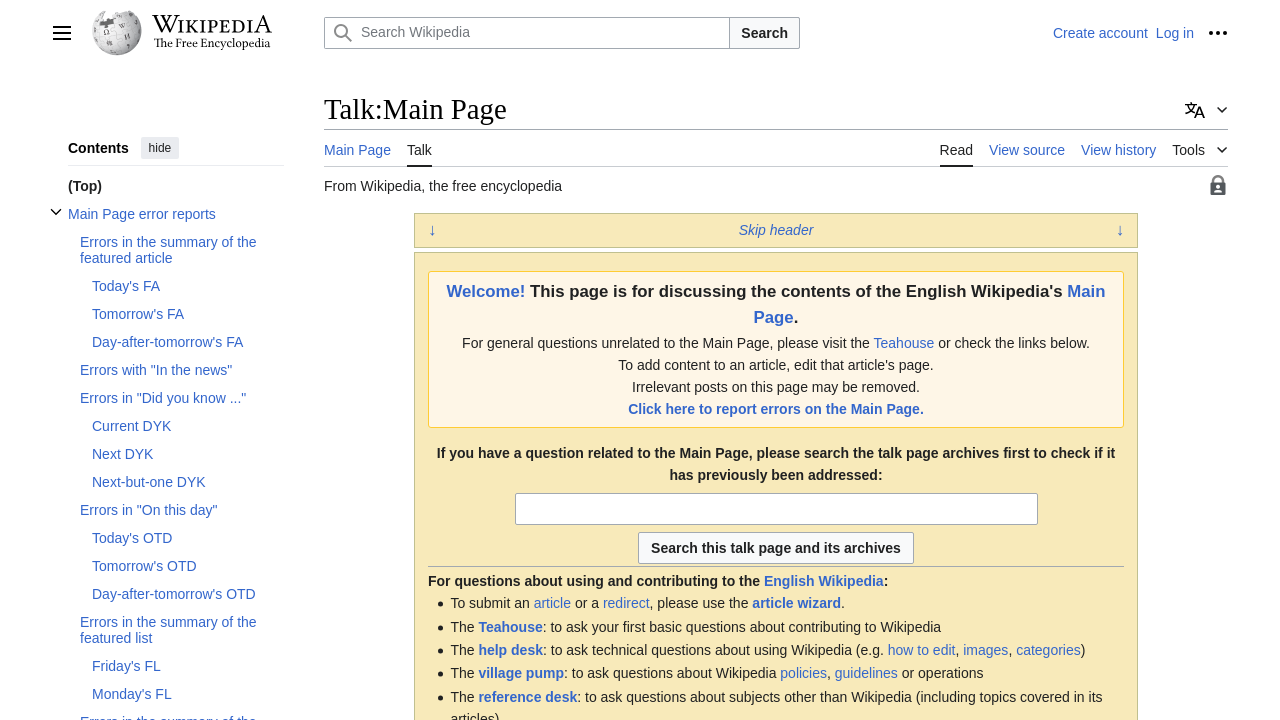 WIKIPEDIA
The Free Encyclopedia
Search Wikipedia
Search
Create account
Log in
Contents
hide
(Top)
Main Page error reports
Errors in the summary of the
featured article
Today's FA
Tomorrow's FA
Day-after-tomorrow's FA
Errors with "In the news"
Errors in "Did you know ..."
Current DYK
Next DYK
Next-but-one DYK
Errors in "On this day"
Today's OTD
Tomorrow's OTD
Day-after-tomorrow's OTD
Errors in the summary of the
featured list
Friday's FL
Monday's FL
Errors in the summary of the
Talk:Main Page
Main Page
Talk
Read
View source
View history
Tools
From Wikipedia, the free encyclopedia
↓ Skip header ↓
Welcome! This page is for discussing the contents of the English Wikipedia's Main
Page.
For general questions unrelated to the Main Page, please visit the Teahouse or check the links below.
To add content to an article, edit that article's page.
Irrelevant posts on this page may be removed.
Click here to report errors on the Main Page.
If you have a question related to the Main Page, please search the talk page archives first to check if it
has previously been addressed:
Search this talk page and its archives
For questions about using and contributing to the English Wikipedia:
• To submit an article or a redirect, please use the article wizard.
• The Teahouse: to ask your first basic questions about contributing to Wikipedia
• The help desk: to ask technical questions about using Wikipedia (e.g. how to edit, images, categories)
• The village pump: to ask questions about Wikipedia policies, guidelines or operations
• The reference desk: to ask questions about subjects other than Wikipedia (including topics covered in its
articles)